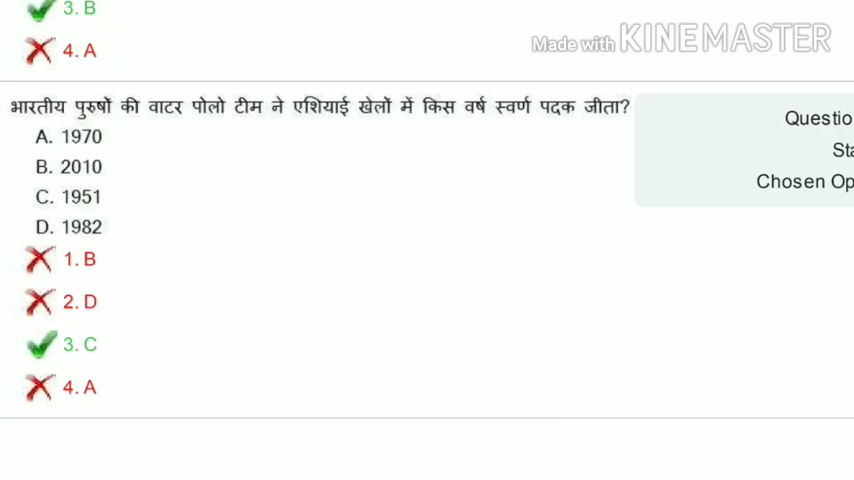 3. B
Made with KINEMASTER
4. A
भारतीय पुरुषों की वाटर पोलो टीम ने एशियाई खेलों में किस वर्ष स्वर्ण पदक जीता?
Questio
A. 1970
Sta
B. 2010
Chosen Op
C. 1951
D. 1982
1. B
2. D
3. C
4. A